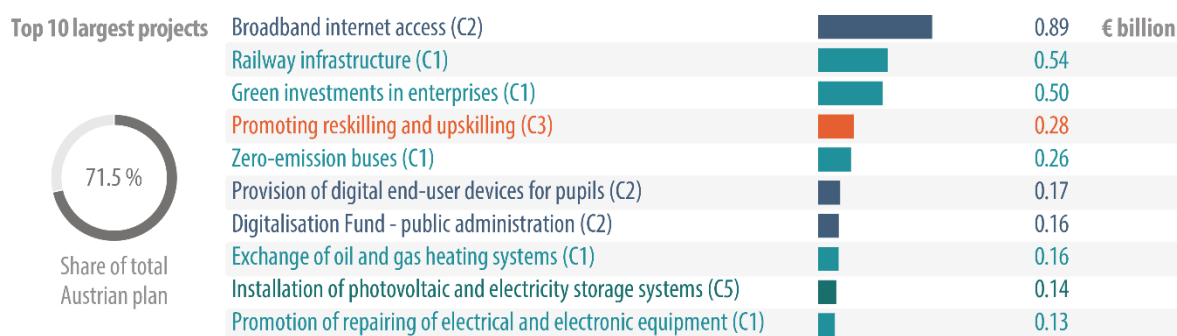 Top 10 largest projects
Broadband internet access (C2) 0.89 € billion
Railway infrastructure (C1) 0.54
Green investments in enterprises (C1) 0.50
Promoting reskilling and upskilling (C3) 0.28
Zero-emission buses (C1) 0.26
Provision of digital end-user devices for pupils (C2) 0.17
Digitalisation Fund - public administration (C2) 0.16
Exchange of oil and gas heating systems (C1) 0.16
Installation of photovoltaic and electricity storage systems (C5) 0.14
Promotion of repairing of electrical and electronic equipment (C1) 0.13
71.5 %
Share of total
Austrian plan